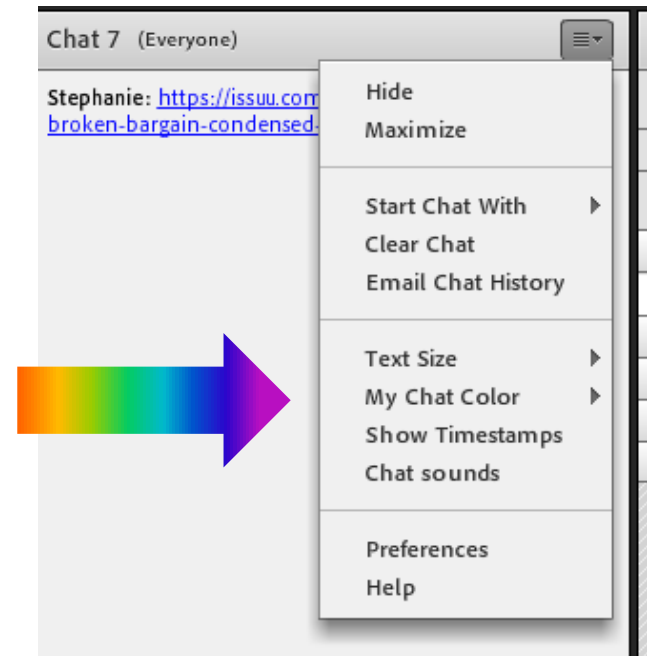 Chat 7 (Everyone)
Stephanie: https://issuu.com
broken-bargain-condensed-
Hide
Maximize
Start Chat With
Clear Chat
Email Chat History
Text Size
My Chat Color
Show Timestamps
Chat sounds
Preferences
Help